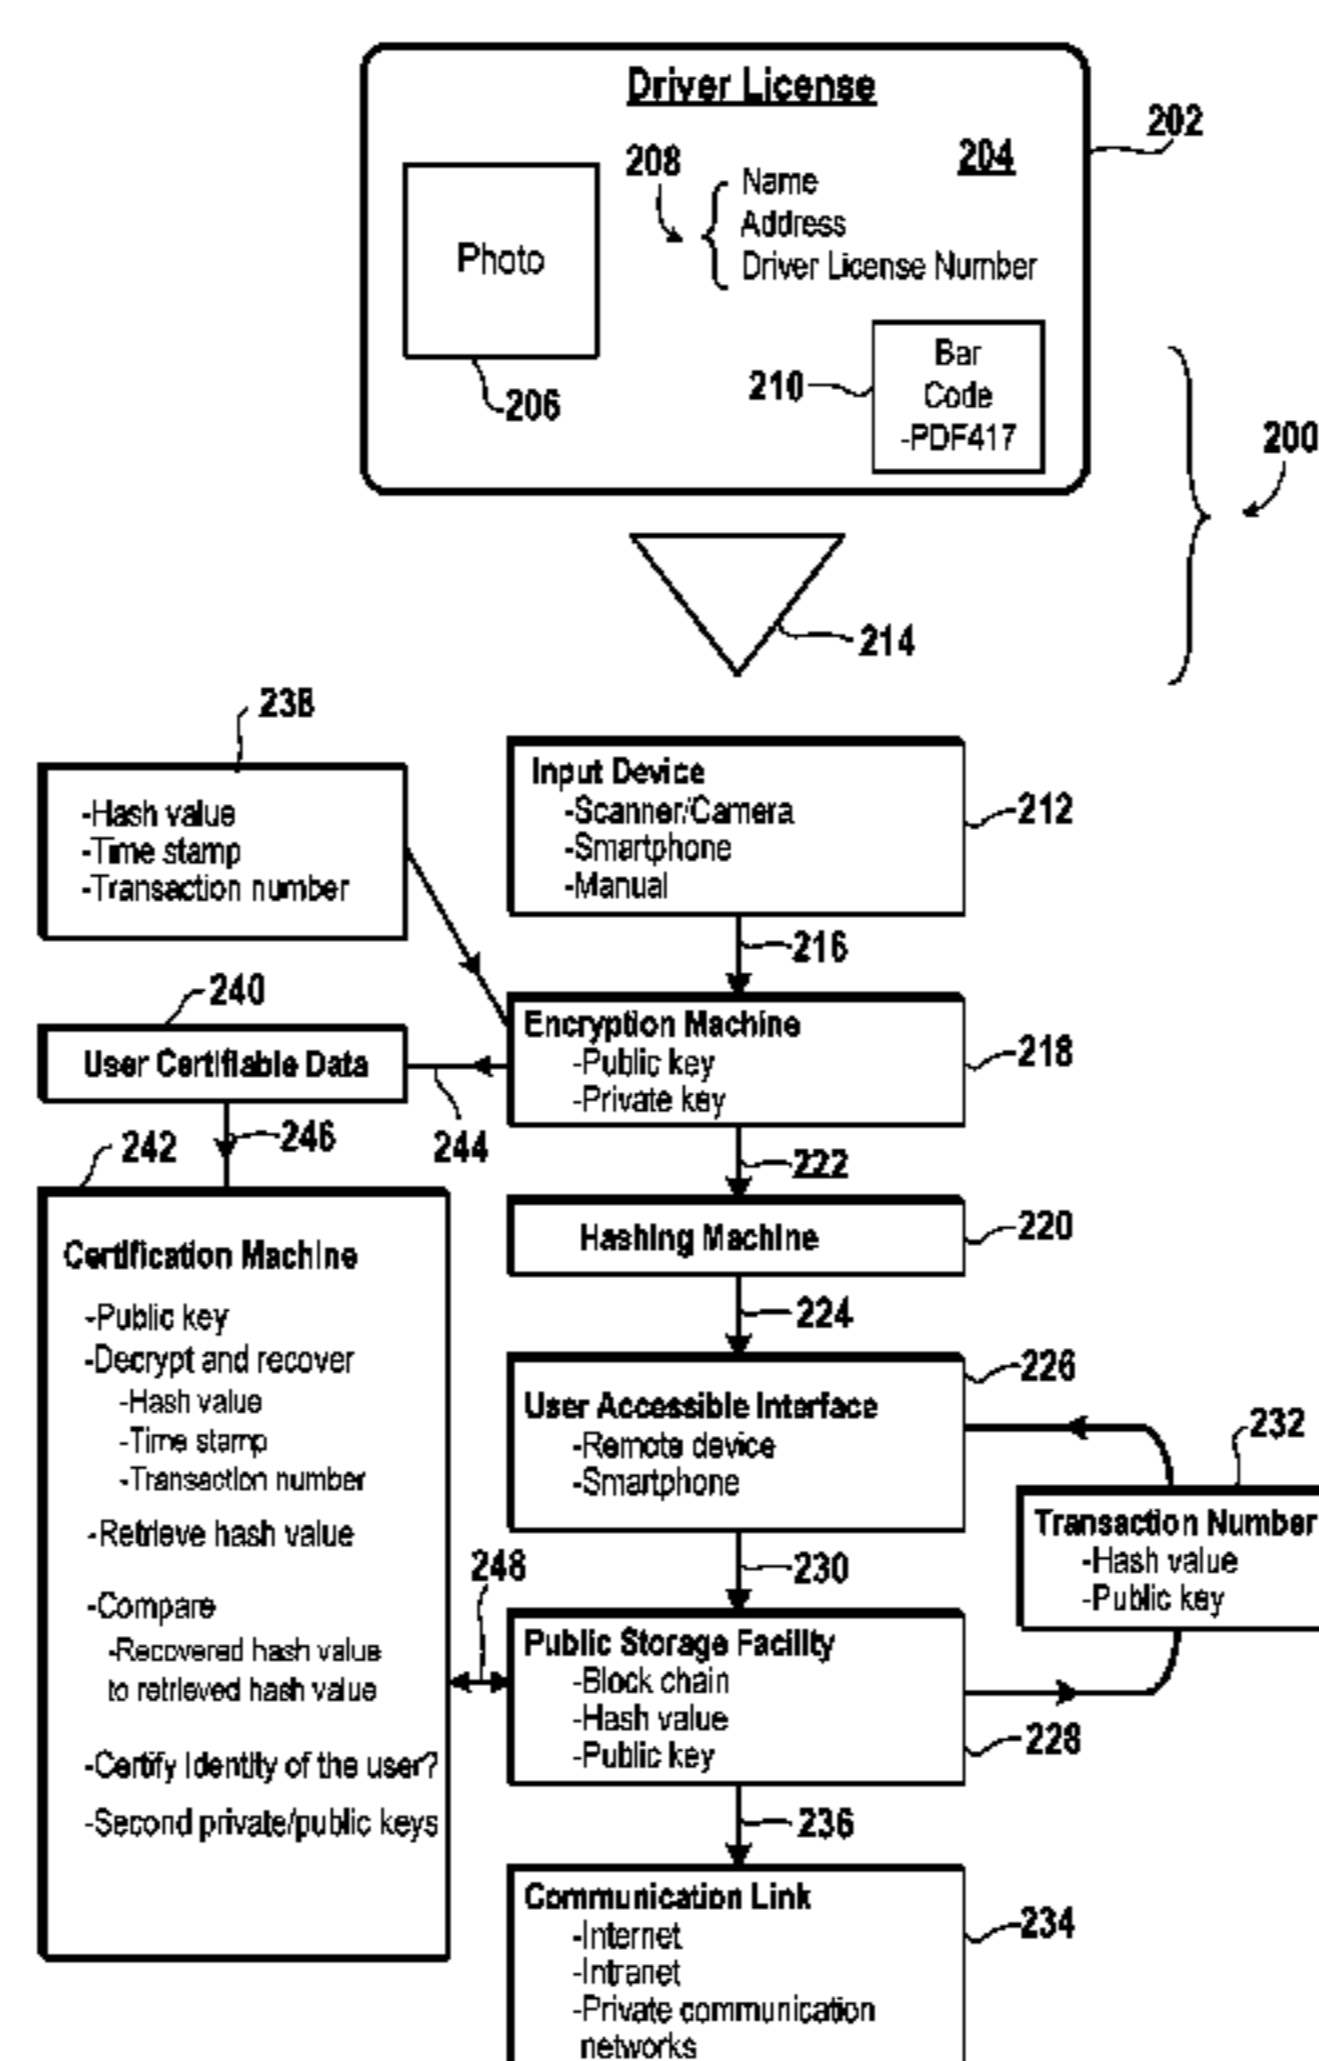 Driver License
202
204
208
Name
Address
Driver License Number
Photo
206
210
Bar
Code
-PDF417
200
214
238
-Hash value
-Time stamp
-Transaction number
Input Device
-Scanner/Camera
-Smartphone
-Manual
212
216
240
User Certifiable Data
244
Encryption Machine
-Public key
-Private key
218
222
246
242
Hashing Machine
220
224
Certification Machine
-Public key
-Decrypt and recover
-Hash value
-Time stamp
-Transaction number
-Retrieve hash value
-Compare
-Recovered hash value
to retrieved hash value
-Certify Identity of the user?
-Second private/public keys
User Accessible Interface
-Remote device
-Smartphone
226
232
Transaction Number
-Hash value
-Public key
230
248
Public Storage Facility
-Block chain
-Hash value
-Public key
228
236
Communication Link
-Internet
-Intranet
-Private communication
networks
234